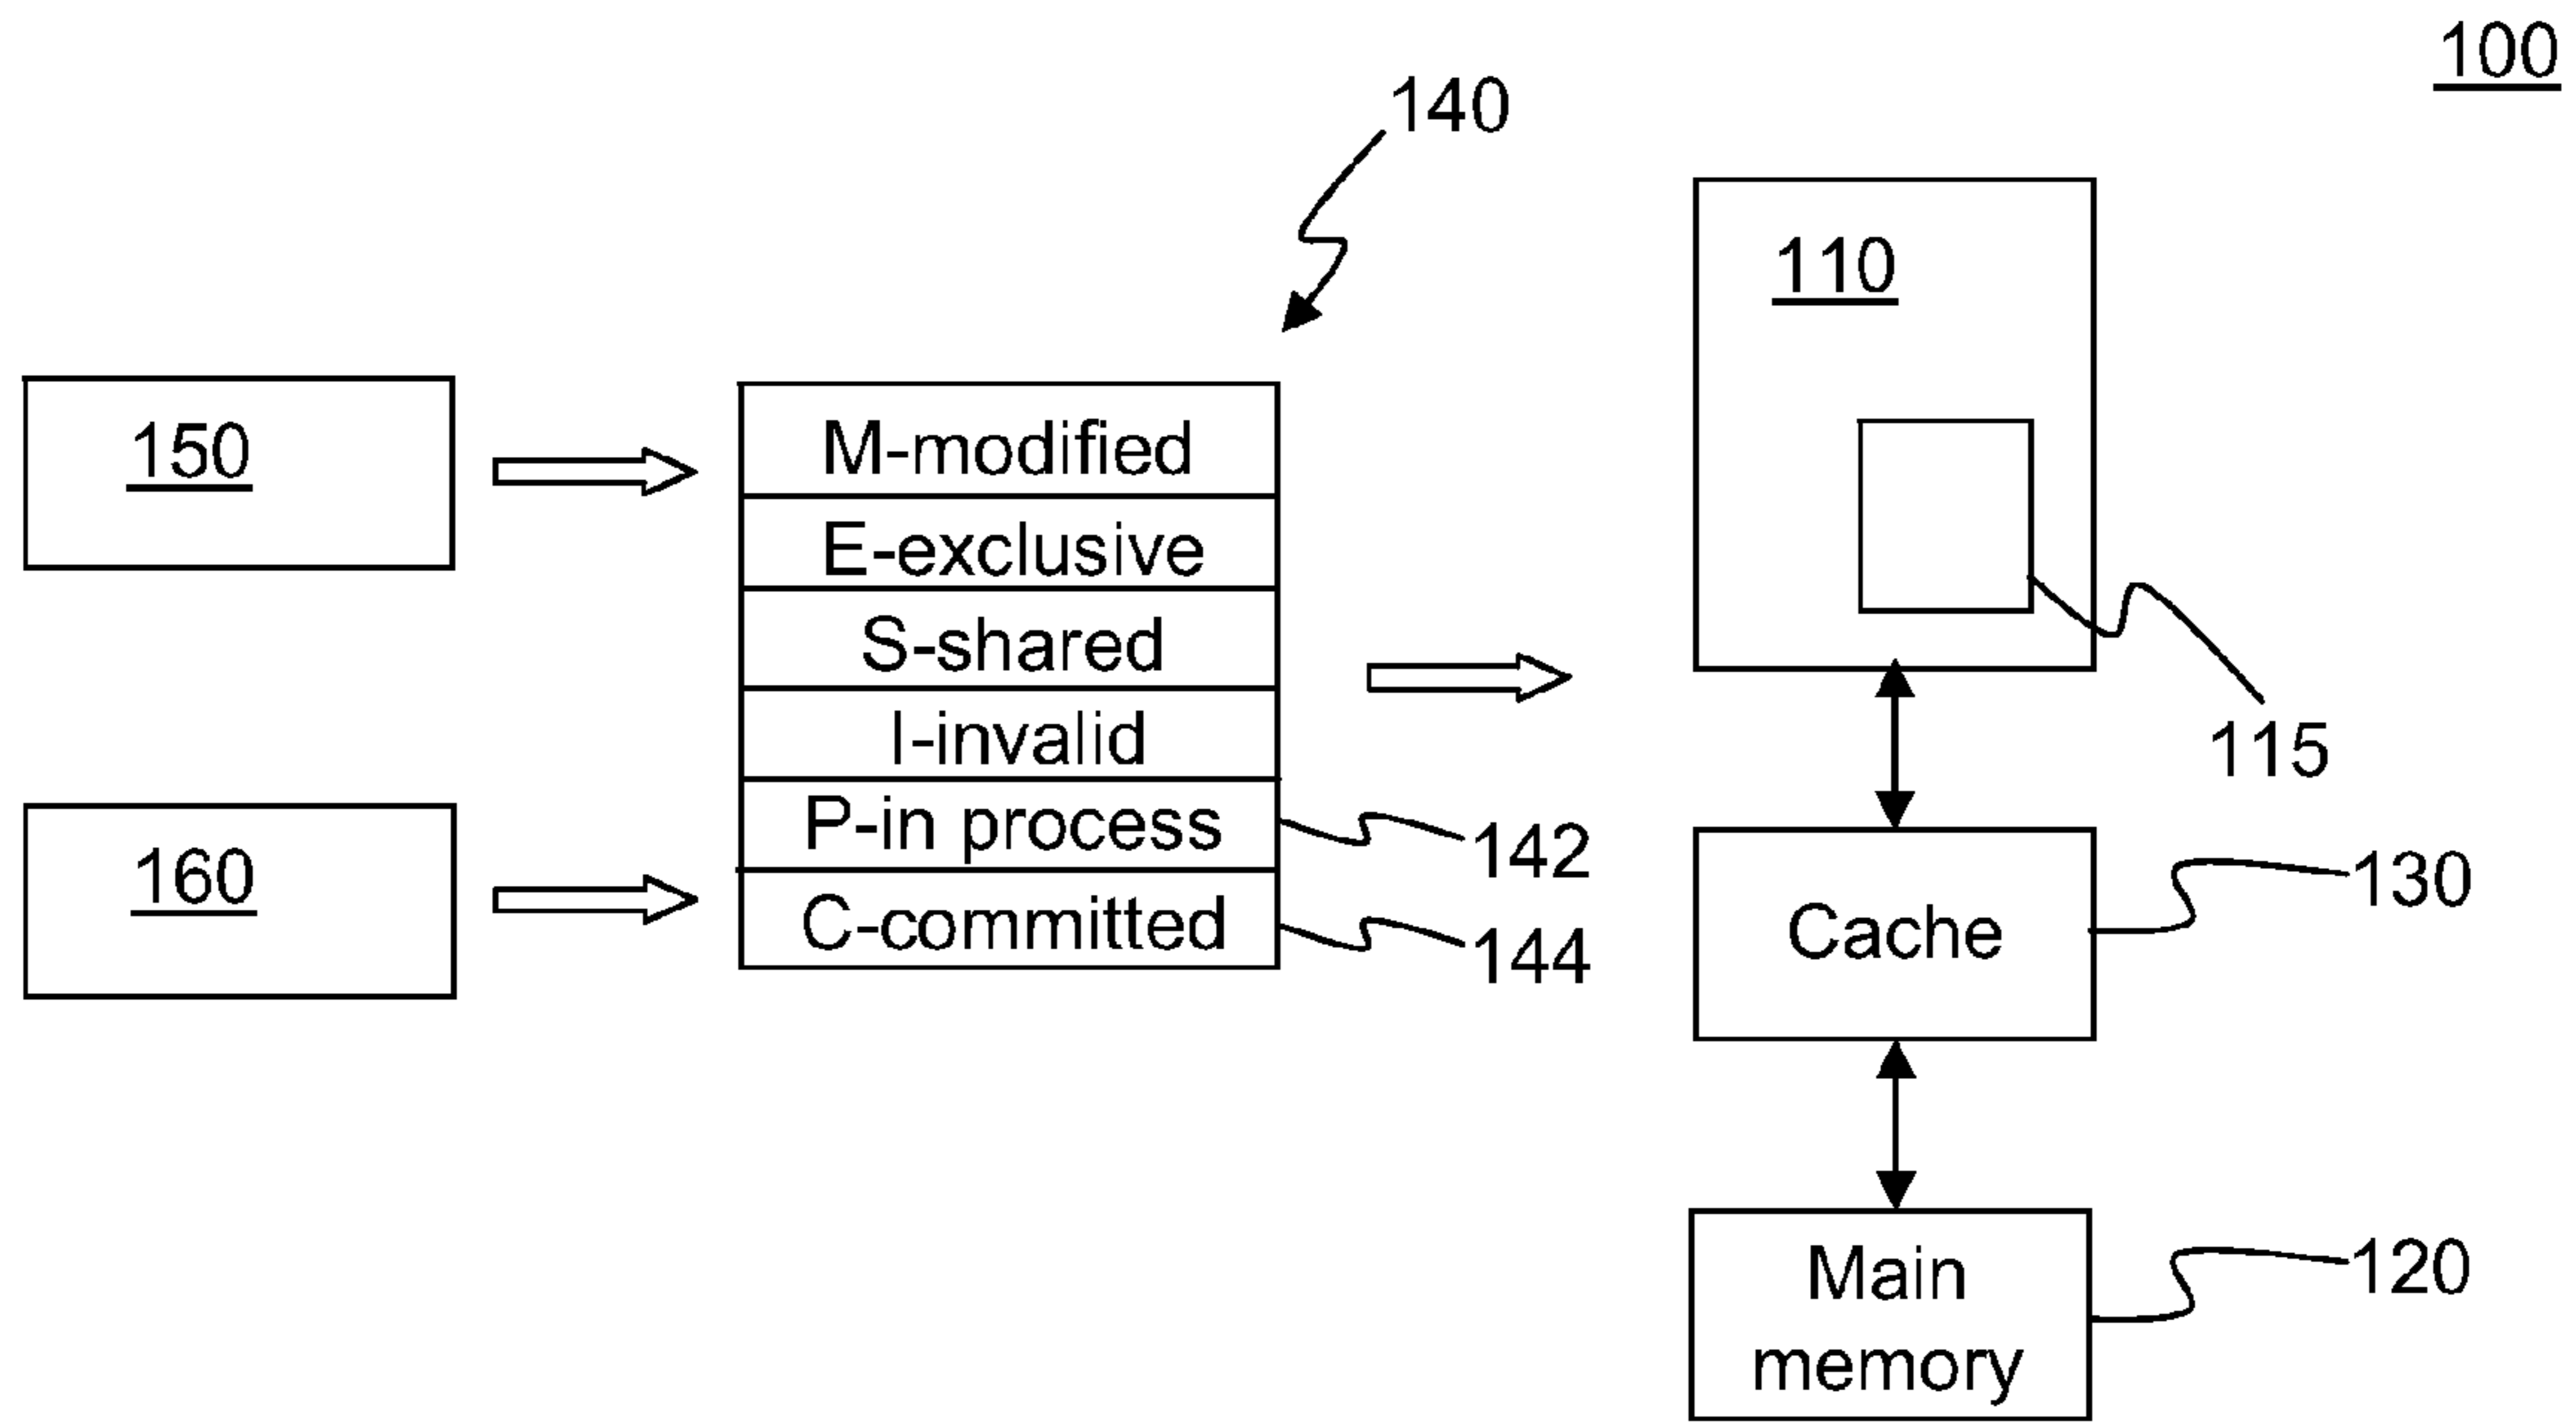 100
140
110
150
M-modified
E-exclusive
S-shared
I-invalid
115
P-in process
142
160
C-committed
144
130
Cache
120
Main
memory